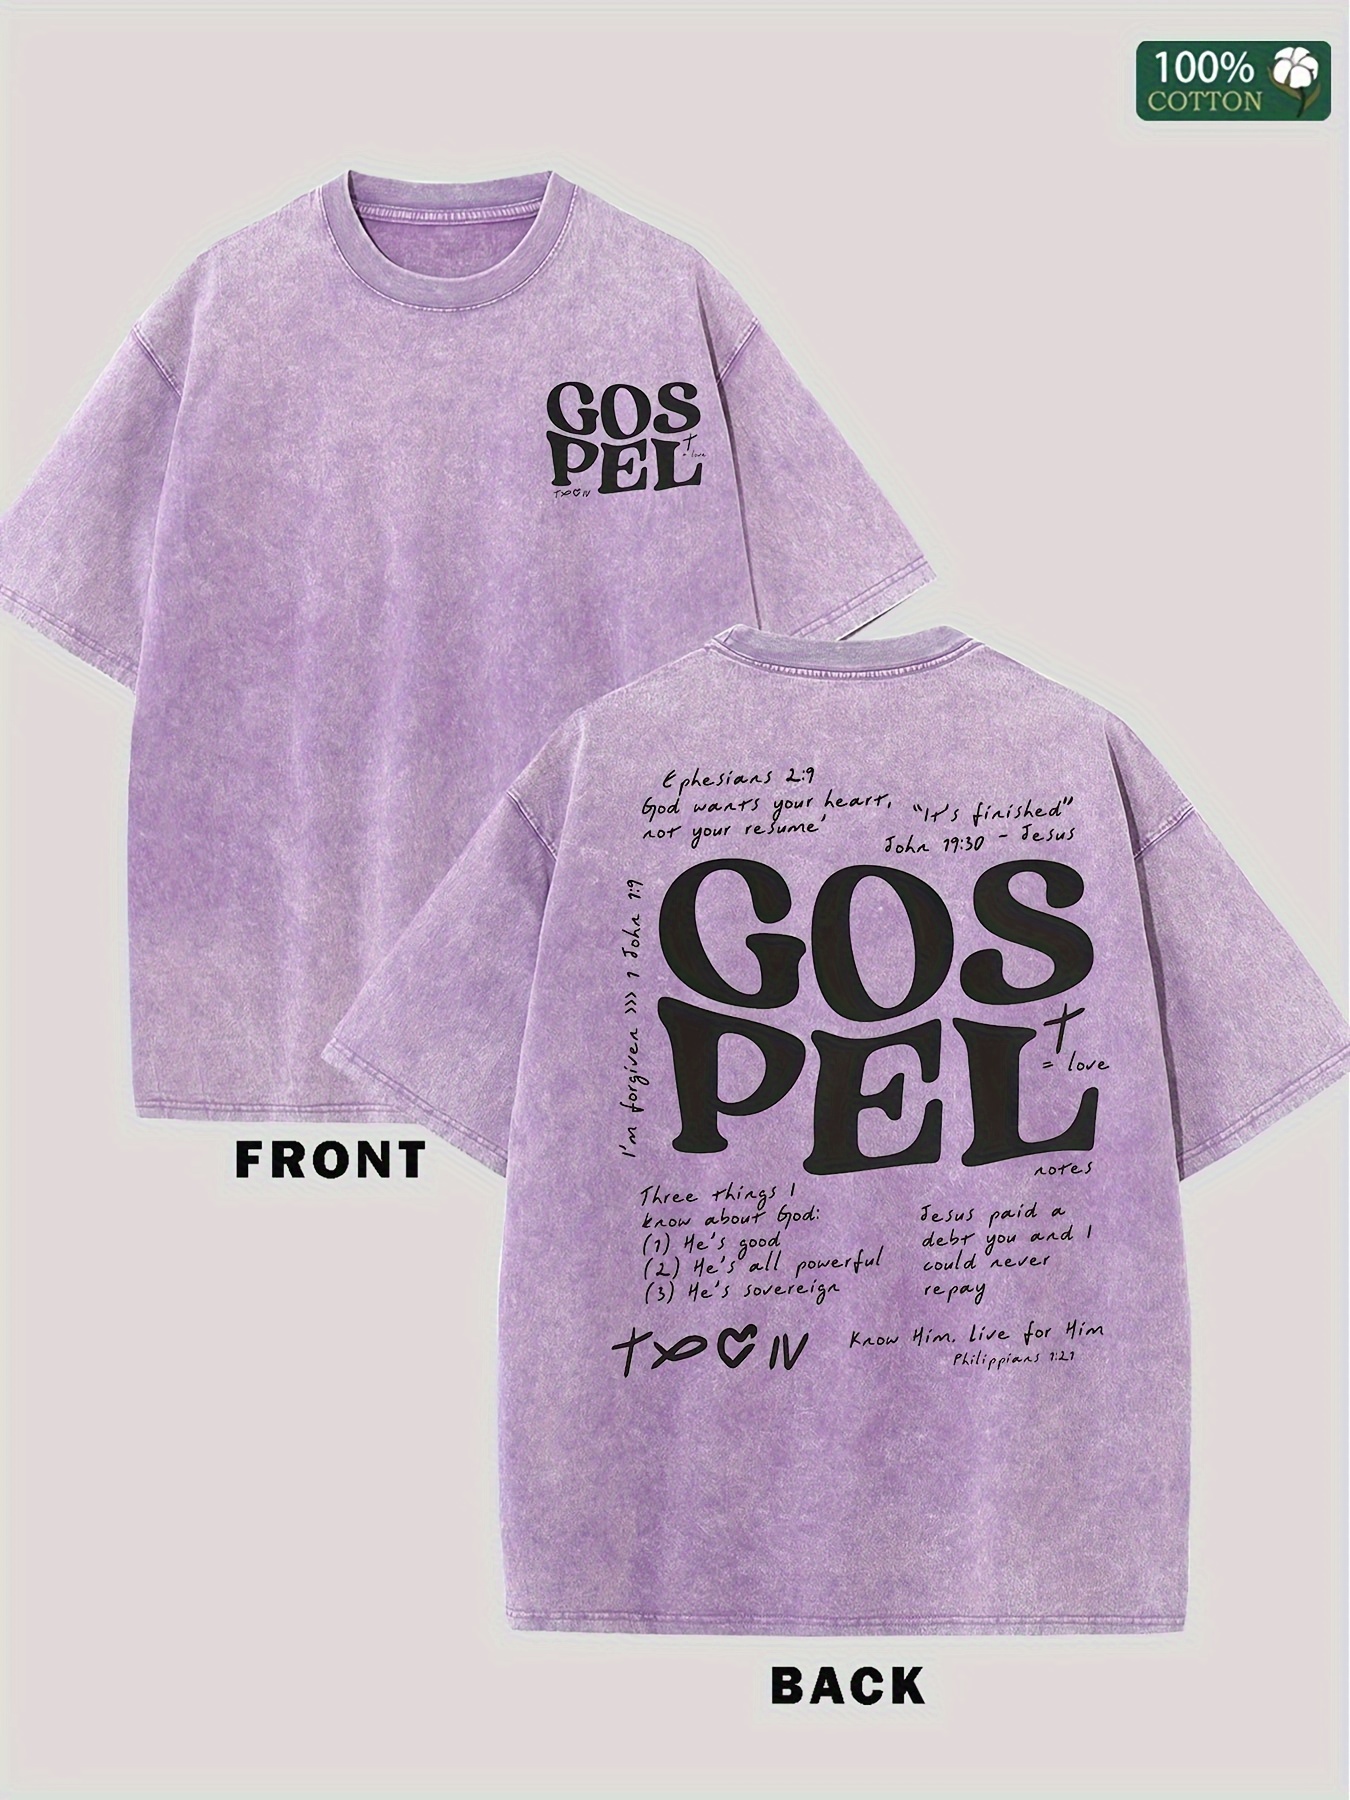 100%
COTTON
GOS
PEL
= love
IV
FRONT
Ephesians 2:9
God wants your heart,
not your resume'
"It's finished"
John 19:30 - Jesus
I'm forgiven >>> 1 John 1:9
GOS
PEL
= love
notes
Three things I
know about God:
(1) He's good
(2) He's all powerful
(3) He's sovereign
Jesus paid a
debt you and I
could never
repay
IV
Know Him, live for Him
Philippians 1:21
BACK